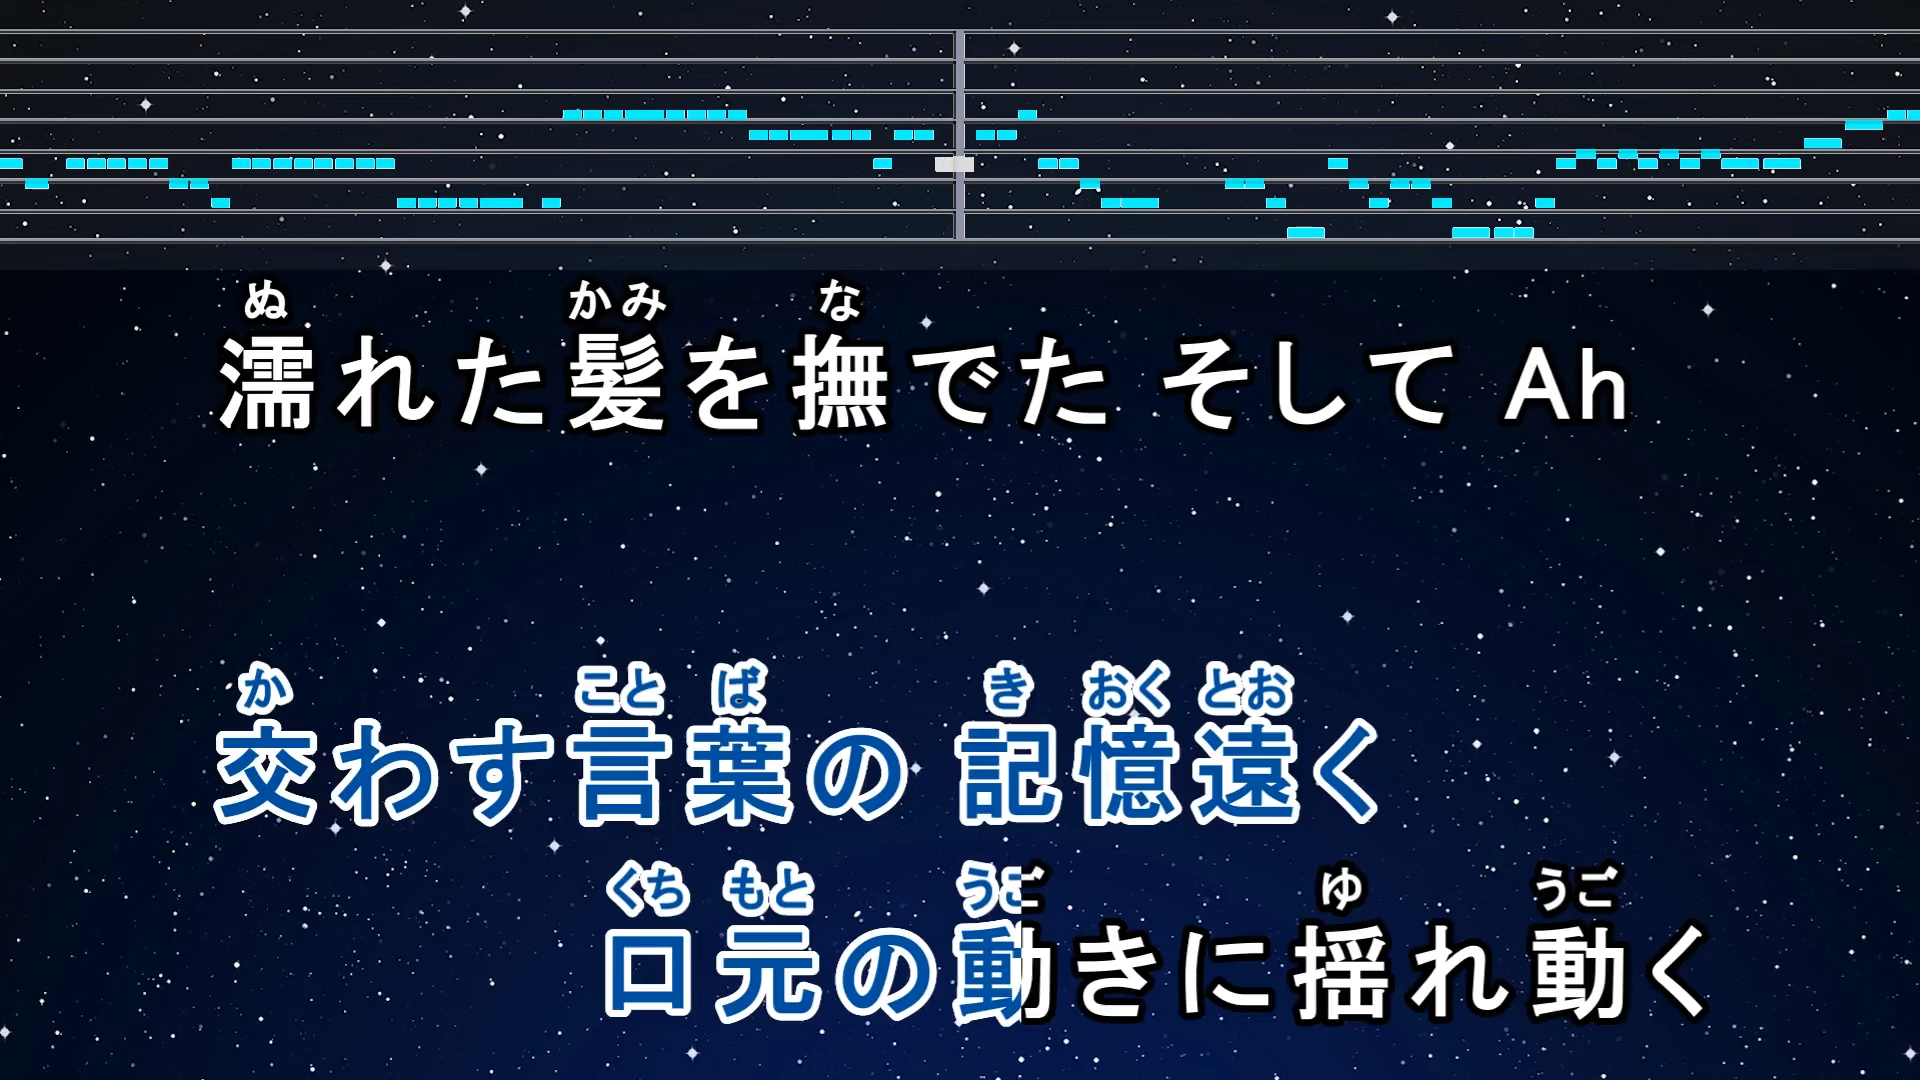 ぬ かみ な
濡れた髪を撫でた そして Ah
か こと ば き おく とお
交わす言葉の 記憶遠く
くち もと うご ゆ うご
口元の動きに揺れ動く